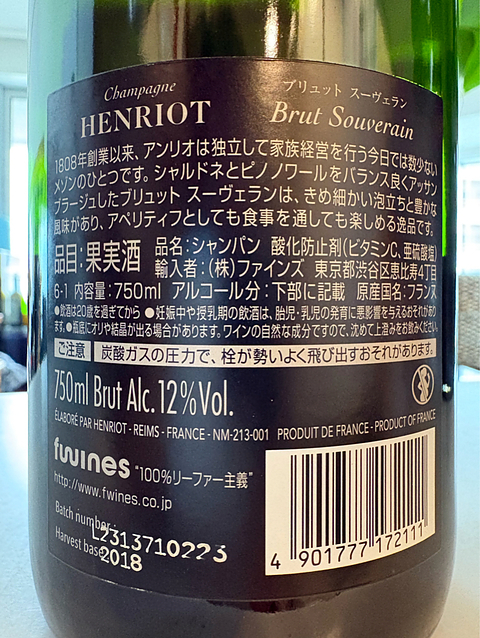 Champagne
HENRIOT
ブリュット スーヴェラン
Brut Souverain
1808年創業以来、アンリオは独立して家族経営を行う今日では数少ない
メゾンのひとつです。シャルドネとピノノワールをバランス良くアッサン
ブラージュしたブリュット スーヴェランは、きめ細かい泡立ちと豊かな
風味があり、アペリティフとしても食事を通しても楽しめる逸品です。
品目:果実酒 品名:シャンパン 酸化防止剤(ビタミンC、亜硫酸塩)
輸入者:(株)ファインズ 東京都渋谷区恵比寿4丁目
6-1 内容量:750ml アルコール分:下部に記載 原産国名:フランス
●飲酒は20歳を過ぎてから ●妊娠中や授乳期の飲酒は、胎児・乳児の発育に悪影響を与えるおそれがあり
ます。●瓶底にオリや結晶が出る場合があります。ワインの自然な成分ですので、沈めて上澄みをお飲みください。
ご注意 炭酸ガスの圧力で、栓が勢いよく飛び出すおそれがあります。
750ml Brut Alc. 12%Vol.
ÉLABORÉ PAR HENRIOT - REIMS - FRANCE - NM-213-001 PRODUIT DE FRANCE - PRODUCT OF FRANCE
fwines "100%リーファー主義"
http://www.fwines.co.jp
Batch number:
L2313710223
Harvest base
2018
4 901777 172111